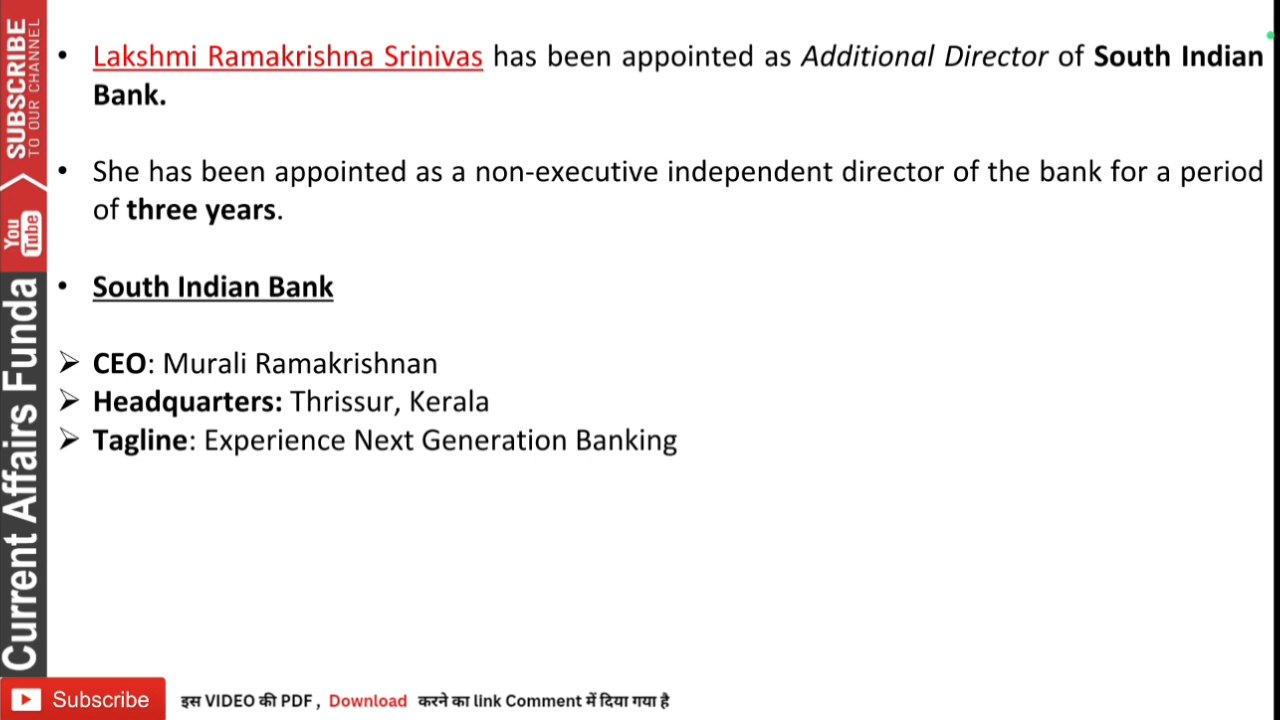 • Lakshmi Ramakrishna Srinivas has been appointed as Additional Director of South Indian
Bank.
• She has been appointed as a non-executive independent director of the bank for a period
of three years.
• South Indian Bank
➢ CEO: Murali Ramakrishnan
➢ Headquarters: Thrissur, Kerala
➢ Tagline: Experience Next Generation Banking
SUBSCRIBE
TO OUR CHANNEL
You
Tube
Current Affairs Funda
Subscribe
इस VIDEO की PDF , Download करने का link Comment में दिया गया है